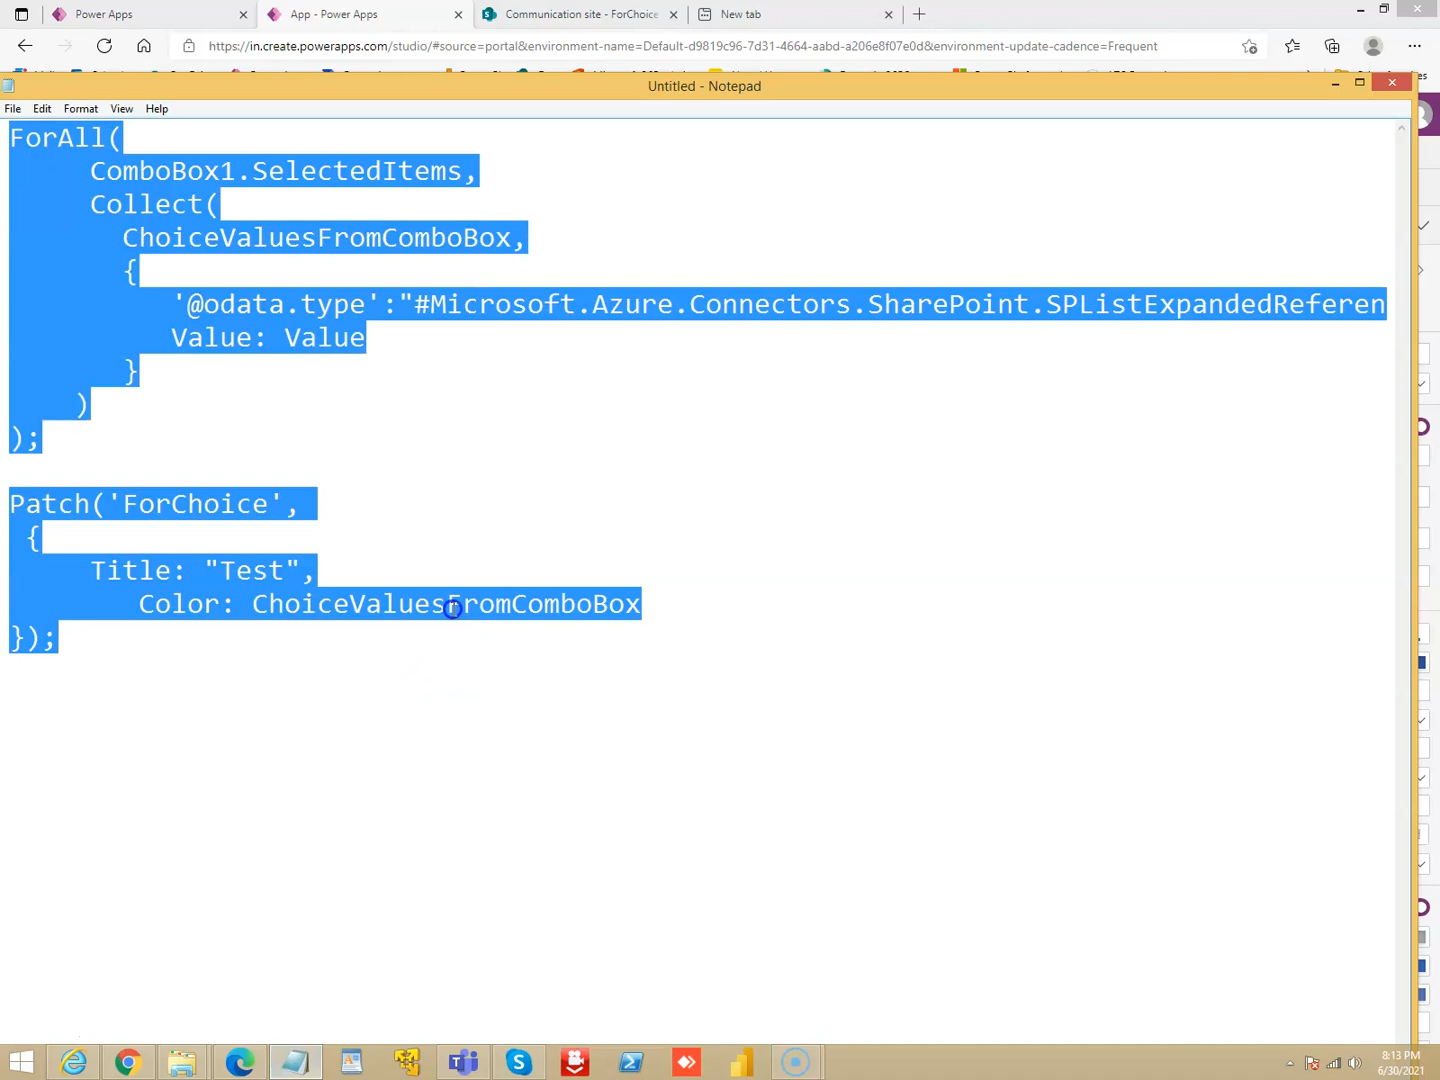 Power Apps
App - Power Apps
Communication site - ForChoice
New tab
https://in.create.powerapps.com/studio/#source=portal&environment-name=Default-d9819c96-7d31-4664-aabd-a206e8f07e0d&environment-update-cadence=Frequent
Untitled - Notepad
File Edit Format View Help
ForAll(
ComboBox1.SelectedItems,
Collect(
ChoiceValuesFromComboBox,
{
'@odata.type':"#Microsoft.Azure.Connectors.SharePoint.SPListExpandedReferen
Value: Value
}
)
);
Patch('ForChoice',
{
Title: "Test",
Color: ChoiceValuesFromComboBox
});
8:13 PM
6/30/2021